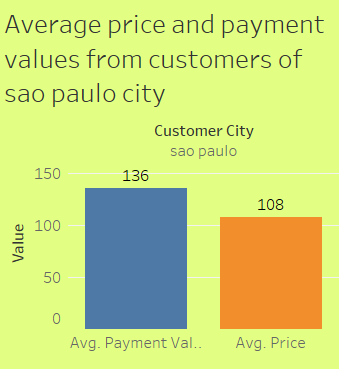 Average price and payment
values from customers of
sao paulo city
Customer City
sao paulo
150
136
108
100
50
0
Value
Avg. Payment Val..
Avg. Price